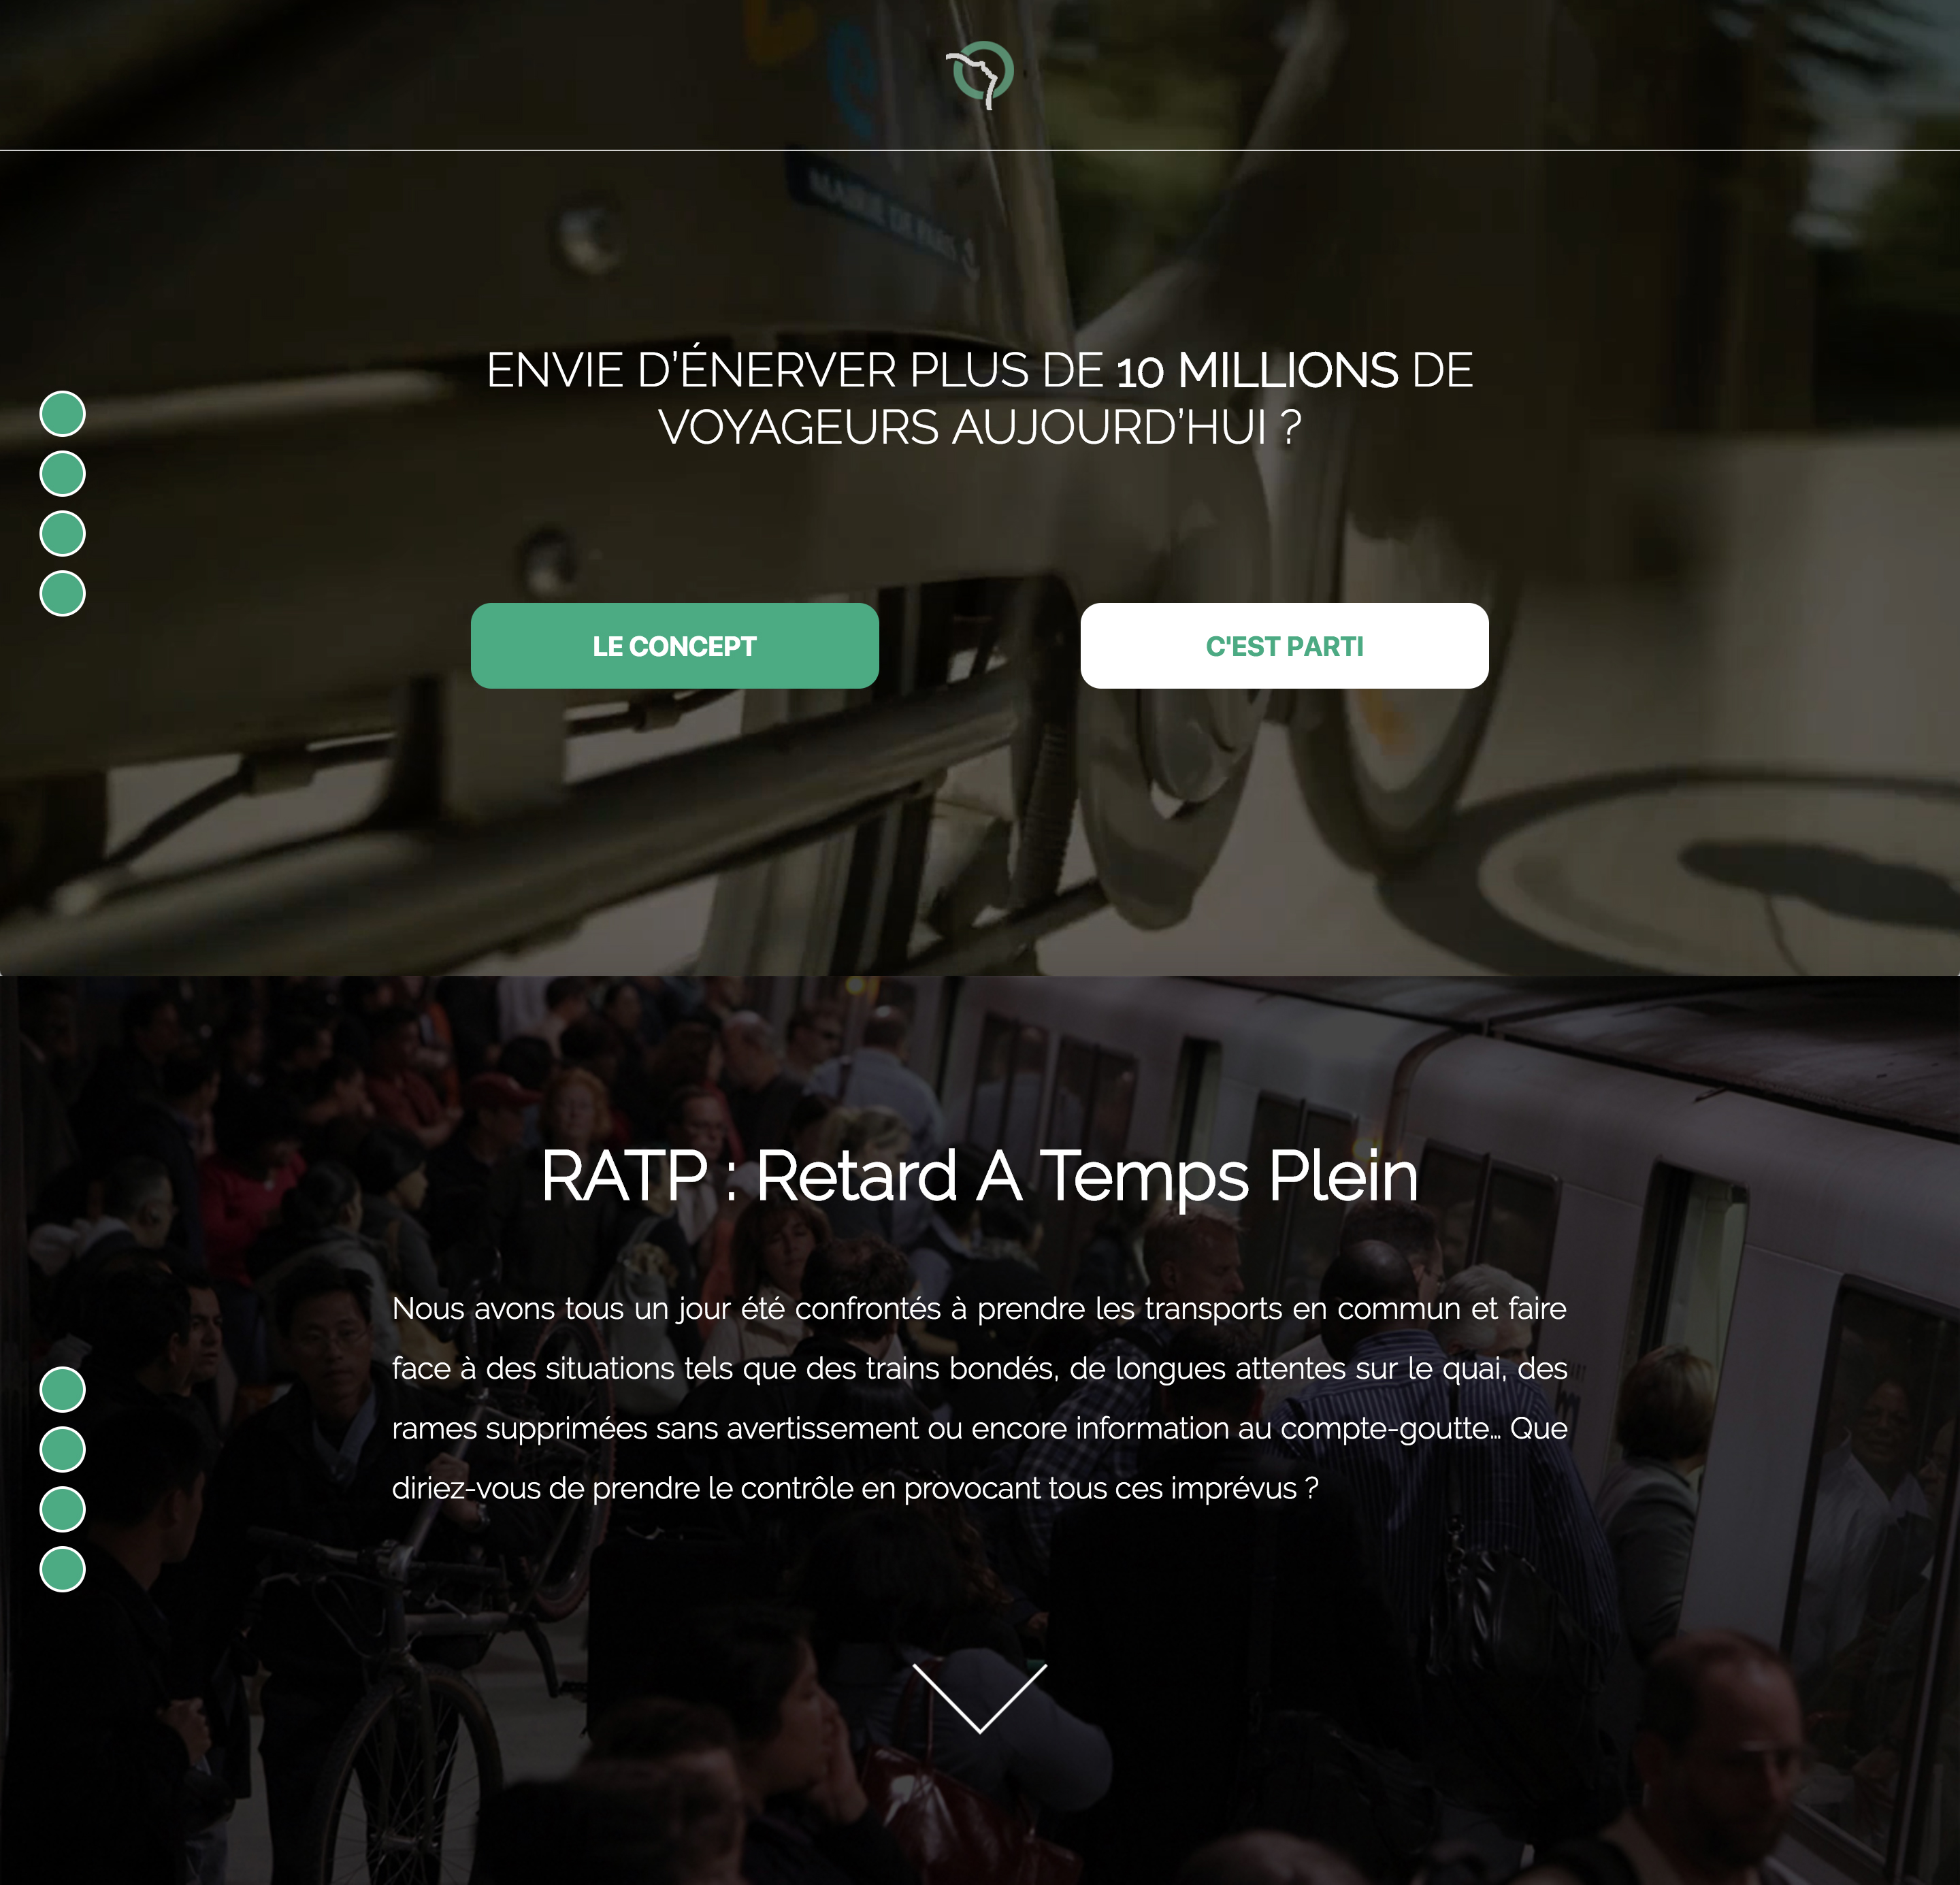 MAIRIE DE PARIS
ENVIE D’ÉNERVER PLUS DE 10 MILLIONS DE
VOYAGEURS AUJOURD’HUI ?
LE CONCEPT
C'EST PARTI
RATP : Retard A Temps Plein
Nous avons tous un jour été confrontés à prendre les transports en commun et faire
face à des situations tels que des trains bondés, de longues attentes sur le quai, des
rames supprimées sans avertissement ou encore information au compte-goutte… Que
diriez-vous de prendre le contrôle en provocant tous ces imprévus ?